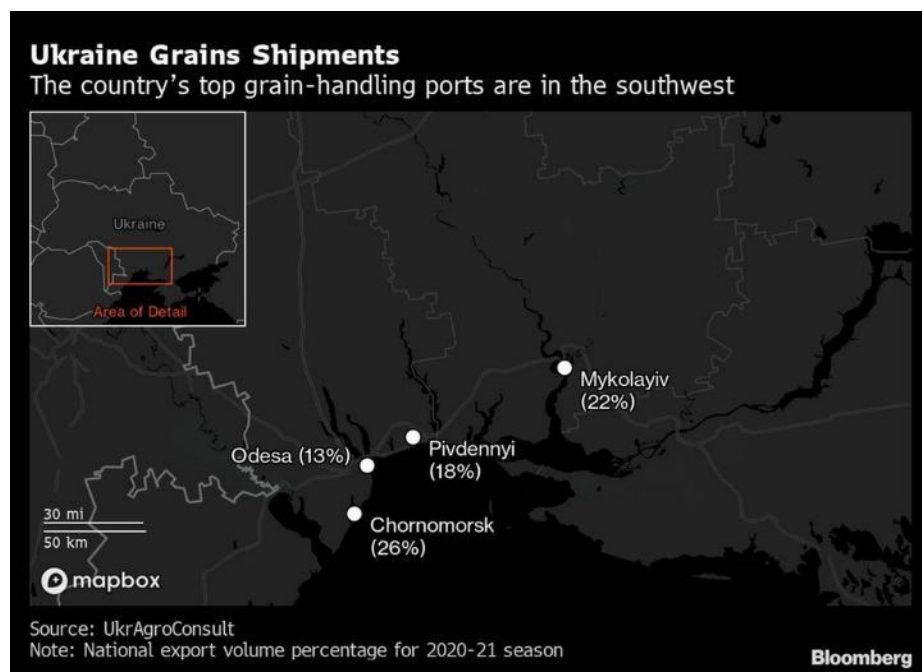 Ukraine Grains Shipments
The country's top grain-handling ports are in the southwest
Ukraine
Area of Detail
Mykolayiv
(22%)
Odesa (13%)
Pivdennyi
(18%)
Chornomorsk
(26%)
30 mi
50 km
mapbox
Source: UkrAgroConsult
Note: National export volume percentage for 2020-21 season
Bloomberg